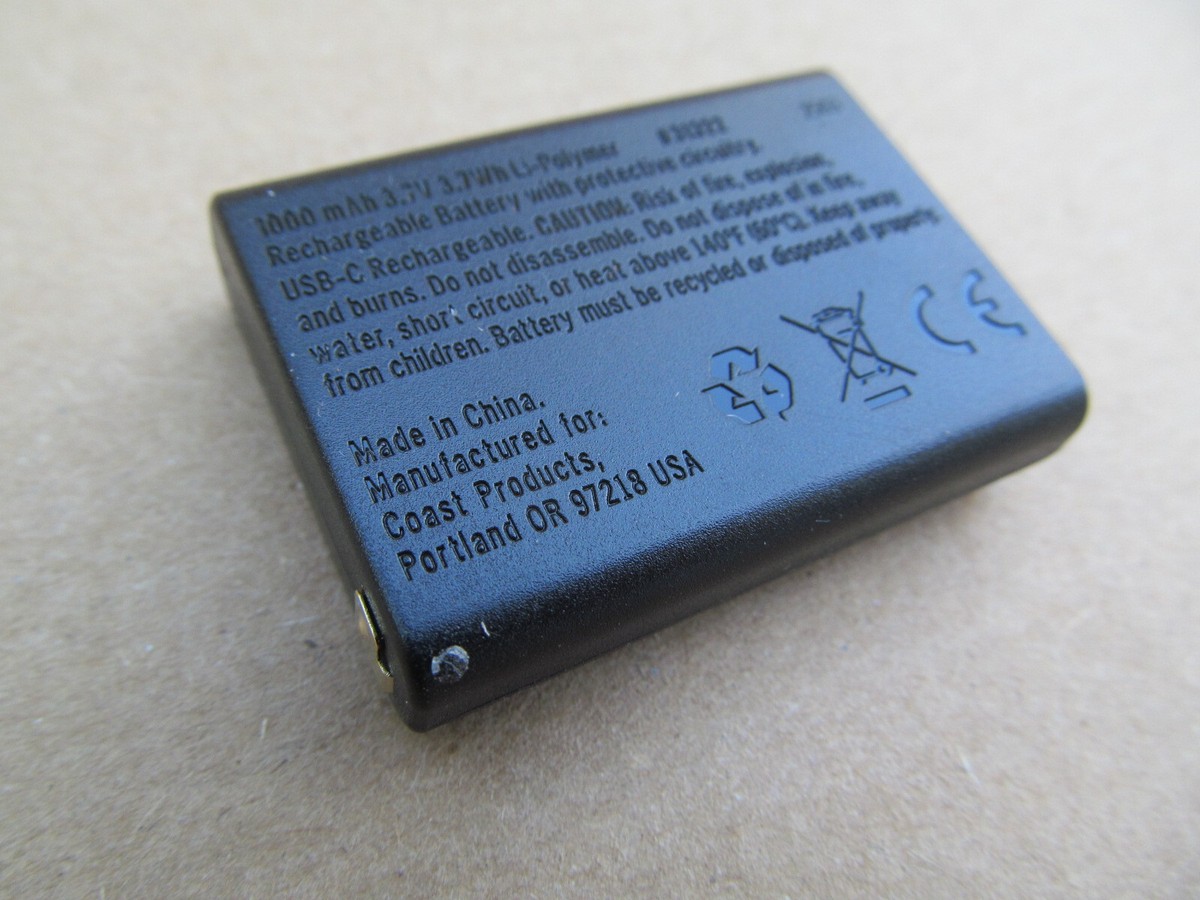 1000 mAh 3.7V 3.7Wh Li-Polymer
Rechargeable Battery with protective circuitry.
USB-C Rechargeable. CAUTION: Risk of fire, explosion,
and burns. Do not disassemble. Do not dispose of in fire,
water, short circuit, or heat above 140°F (60°C). Keep away
from children. Battery must be recycled or disposed of properly.
Made in China.
Manufactured for:
Coast Products,
Portland OR 97218 USA
CE